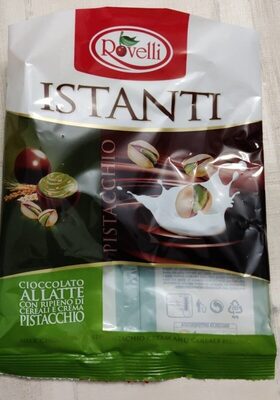 Rovelli
ISTANTI
PISTACCHIO
CIOCCOLATO
AL LATTE
CON RIPIENO DI
CEREALI E CREMA
PISTACCHIO